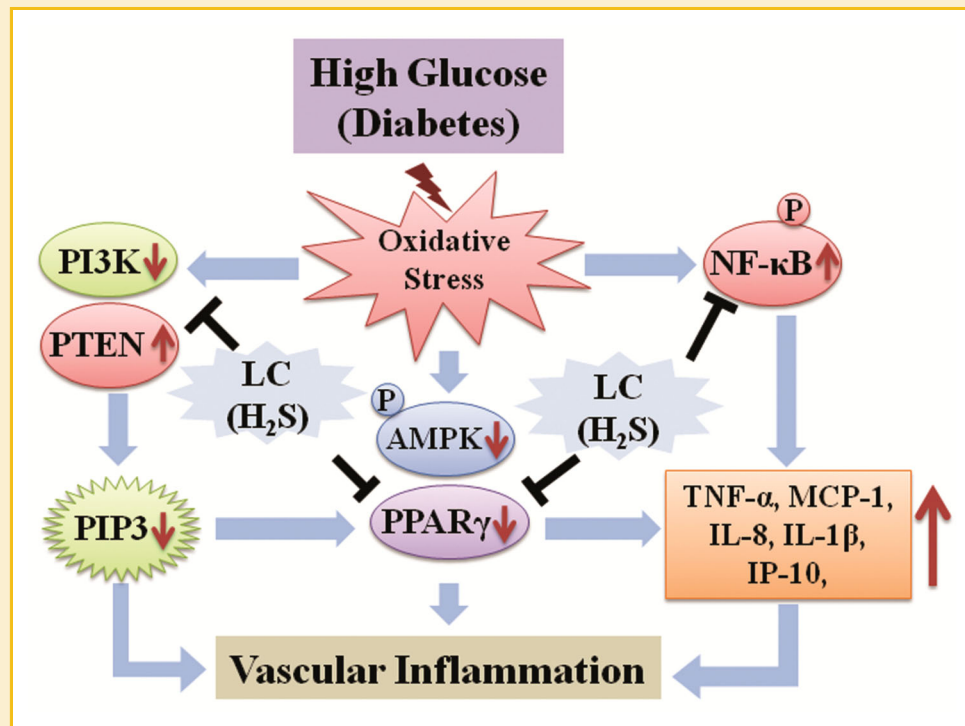 High Glucose
(Diabetes)
Oxidative
Stress
PI3K
PTEN
P
NF-κB
LC
(H₂S)
P
AMPK
LC
(H₂S)
PIP3
PPARγ
TNF-α, MCP-1,
IL-8, IL-1β,
IP-10,
Vascular Inflammation